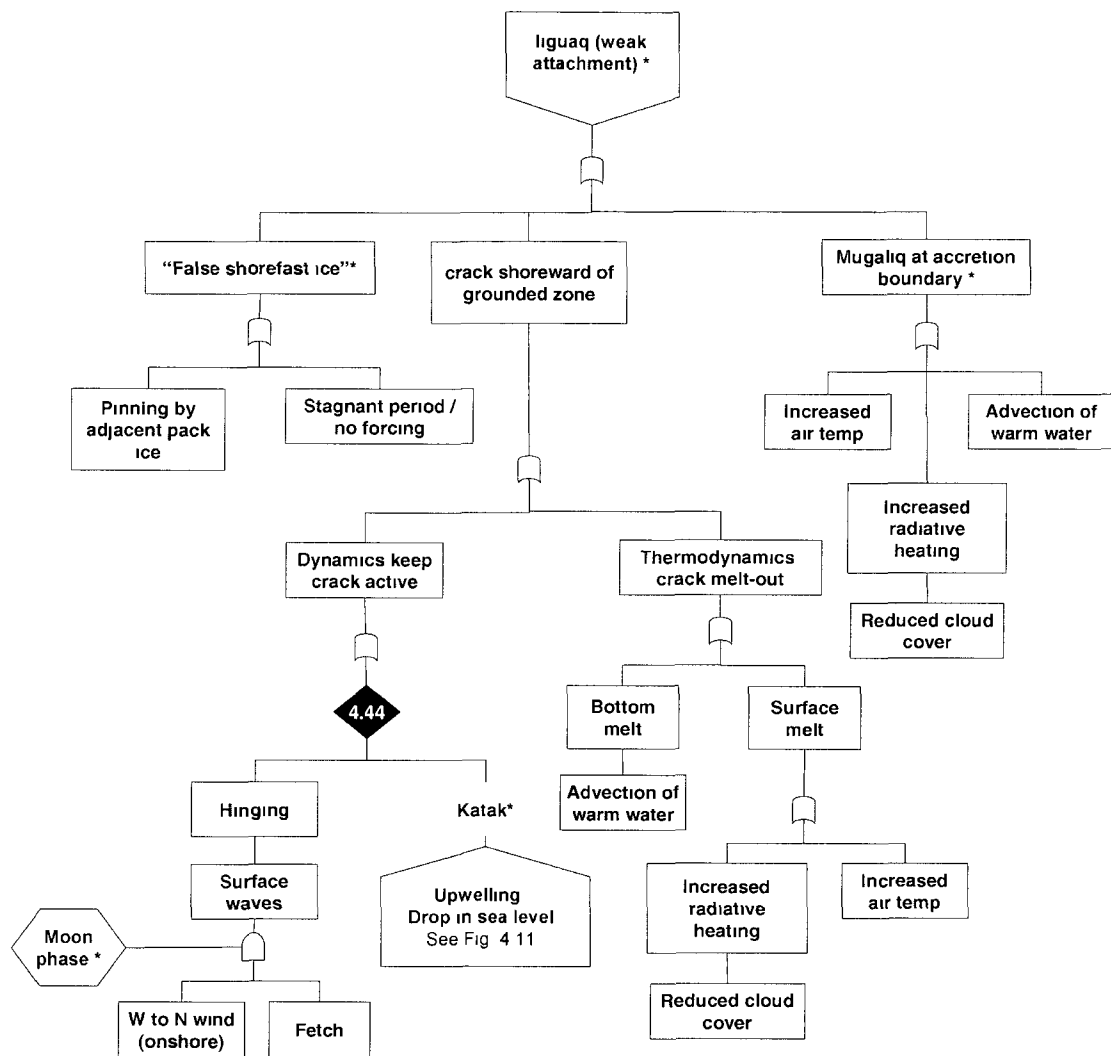 Iiguaq (weak
attachment) *
"False shorefast ice"*
crack shoreward of
grounded zone
Mugaliq at accretion
boundary *
Pinning by
adjacent pack
ice
Stagnant period /
no forcing
Increased
air temp
Advection of
warm water
Increased
radiative
heating
Reduced cloud
cover
Dynamics keep
crack active
Thermodynamics
crack melt-out
4.44
Bottom
melt
Surface
melt
Advection of
warm water
Hinging
Katak*
Surface
waves
Upwelling
Drop in sea level
See Fig 4 11
Increased
radiative
heating
Increased
air temp
Moon
phase *
W to N wind
(onshore)
Fetch
Reduced cloud
cover